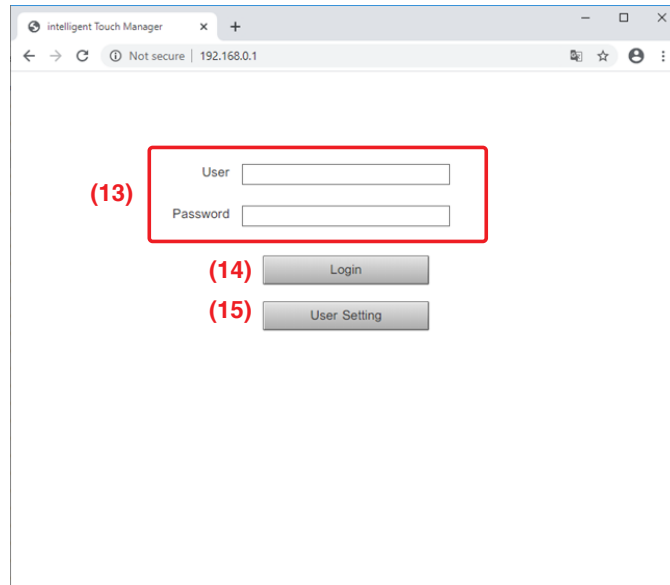 intelligent Touch Manager
Not secure | 192.168.0.1
User
(13)
Password
(14) Login
(15) User Setting